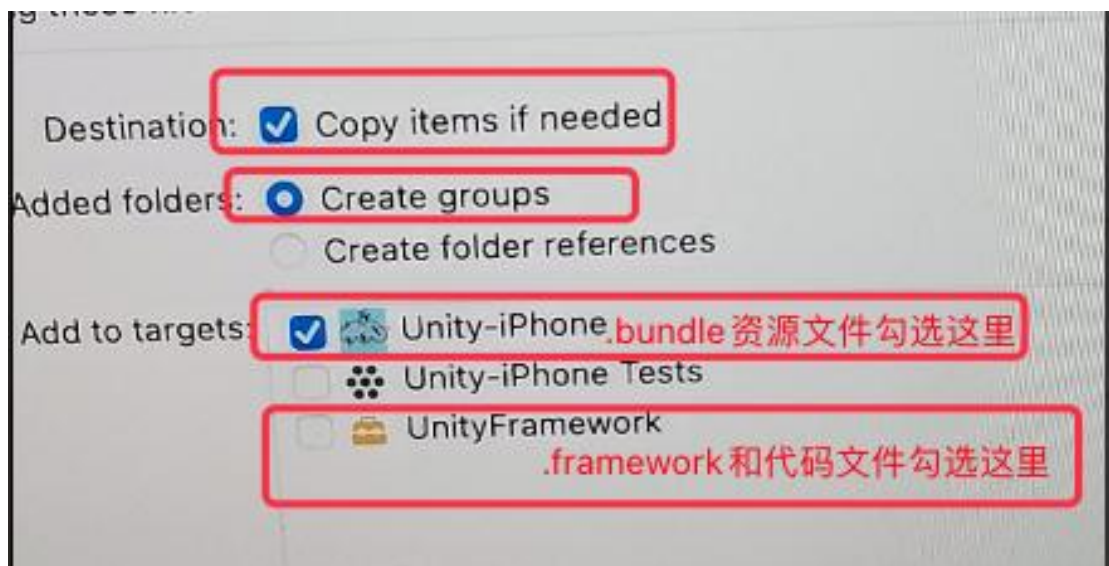 Destination: Copy items if needed
Added folders: Create groups
Create folder references
Add to targets: Unity-iPhone .bundle资源文件勾选这里
Unity-iPhone Tests
UnityFramework
.framework和代码文件勾选这里